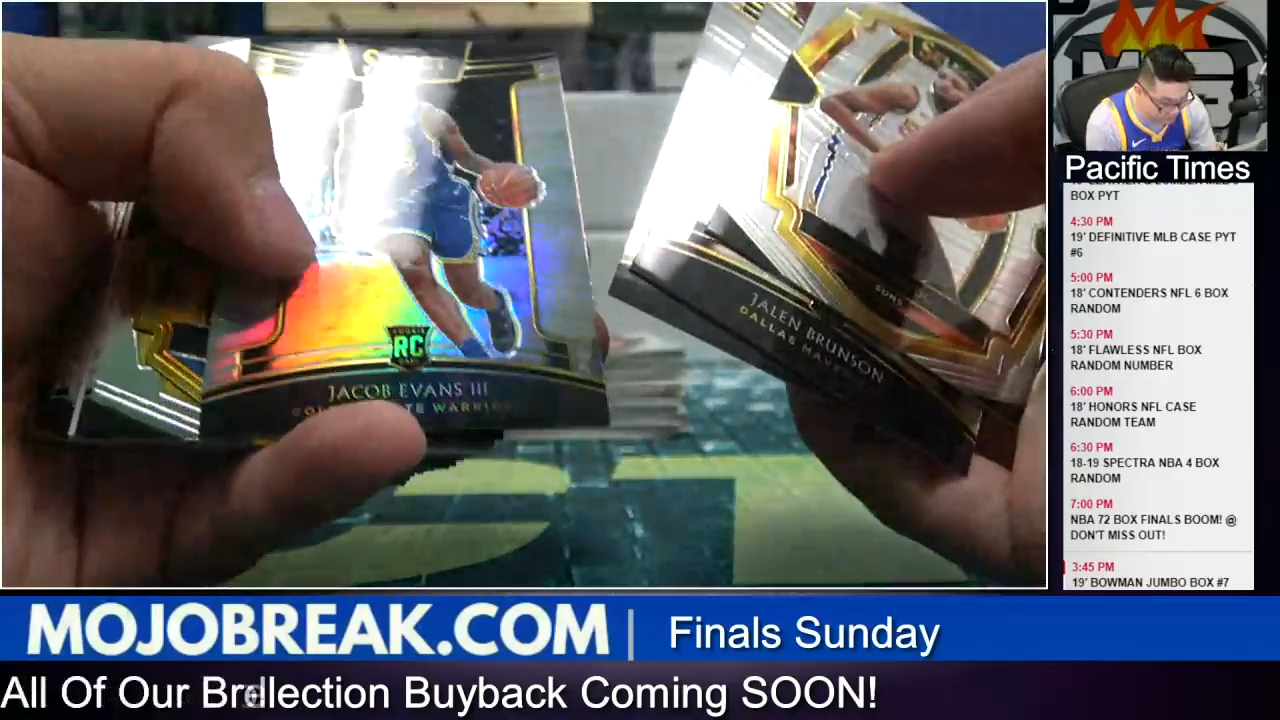 RC
JACOB EVANS III
JALEN BRUNSON
DALLAS
SUNS
Pacific Times
BOX PYT
4:30 PM
19' DEFINITIVE MLB CASE PYT
#6
5:00 PM
18' CONTENDERS NFL 6 BOX
RANDOM
5:30 PM
18' FLAWLESS NFL BOX
RANDOM NUMBER
6:00 PM
18' HONORS NFL CASE
RANDOM TEAM
6:30 PM
18-19 SPECTRA NBA 4 BOX
RANDOM
7:00 PM
NBA 72 BOX FINALS BOOM! @
DON'T MISS OUT!
3:45 PM
19' BOWMAN JUMBO BOX #7
MOJOBREAK.COM | Finals Sunday
All Of Our Buyback Coming SOON!